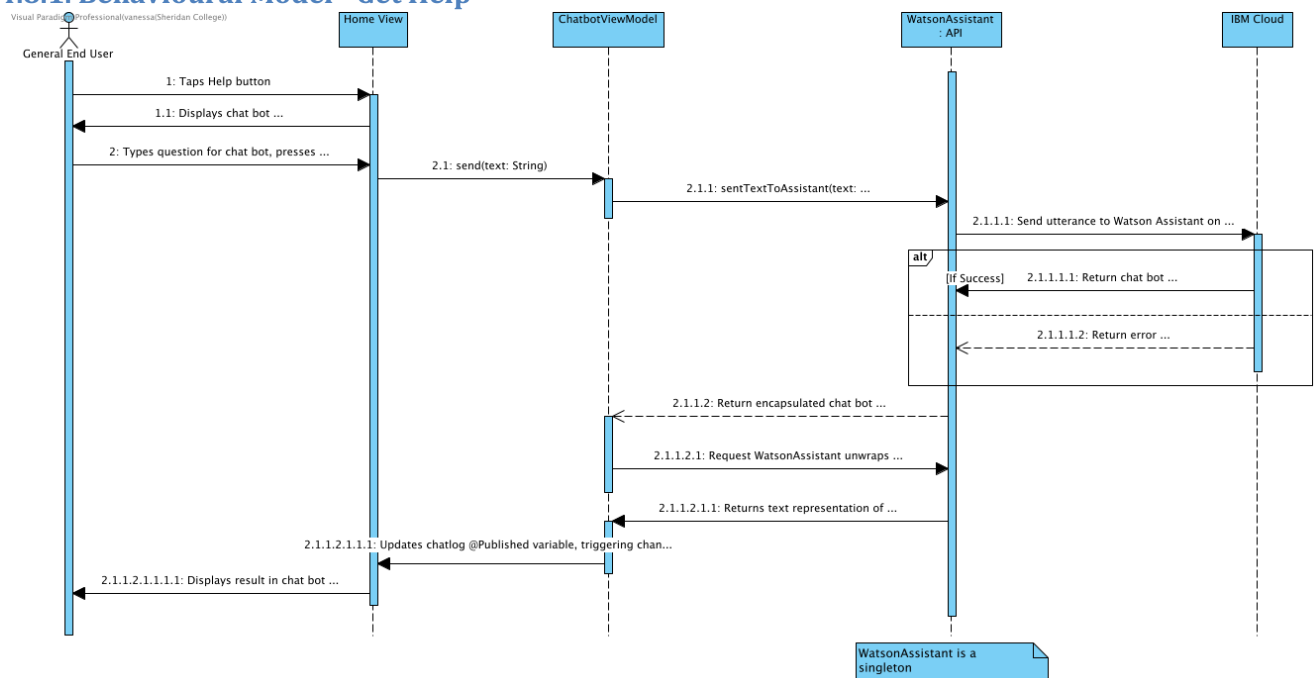 Behavioural Model - Get Help
Visual Paradigm Professional(vanessa(Sheridan College))
General End User
Home View
ChatbotViewModel
WatsonAssistant
: API
IBM Cloud
1: Taps Help button
1.1: Displays chat bot ...
2: Types question for chat bot, presses ...
2.1: send(text: String)
2.1.1: sentTextToAssistant(text: ...
2.1.1.1: Send utterance to Watson Assistant on ...
alt
[If Success]
2.1.1.1.1: Return chat bot ...
2.1.1.1.2: Return error ...
2.1.1.2: Return encapsulated chat bot ...
2.1.1.2.1: Request WatsonAssistant unwraps ...
2.1.1.2.1.1: Returns text representation of ...
2.1.1.2.1.1.1: Updates chatlog @Published variable, triggering chan...
2.1.1.2.1.1.1.1: Displays result in chat bot ...
WatsonAssistant is a
singleton